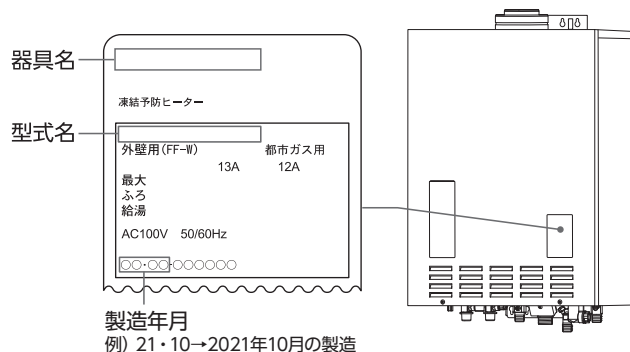 器具名
凍結予防ヒーター
型式名
外壁用(FF-W) 都市ガス用
13A 12A
最大
ふろ
給湯
AC100V 50/60Hz
○○・○○-○○○○○○
製造年月
例) 21・10→2021年10月の製造